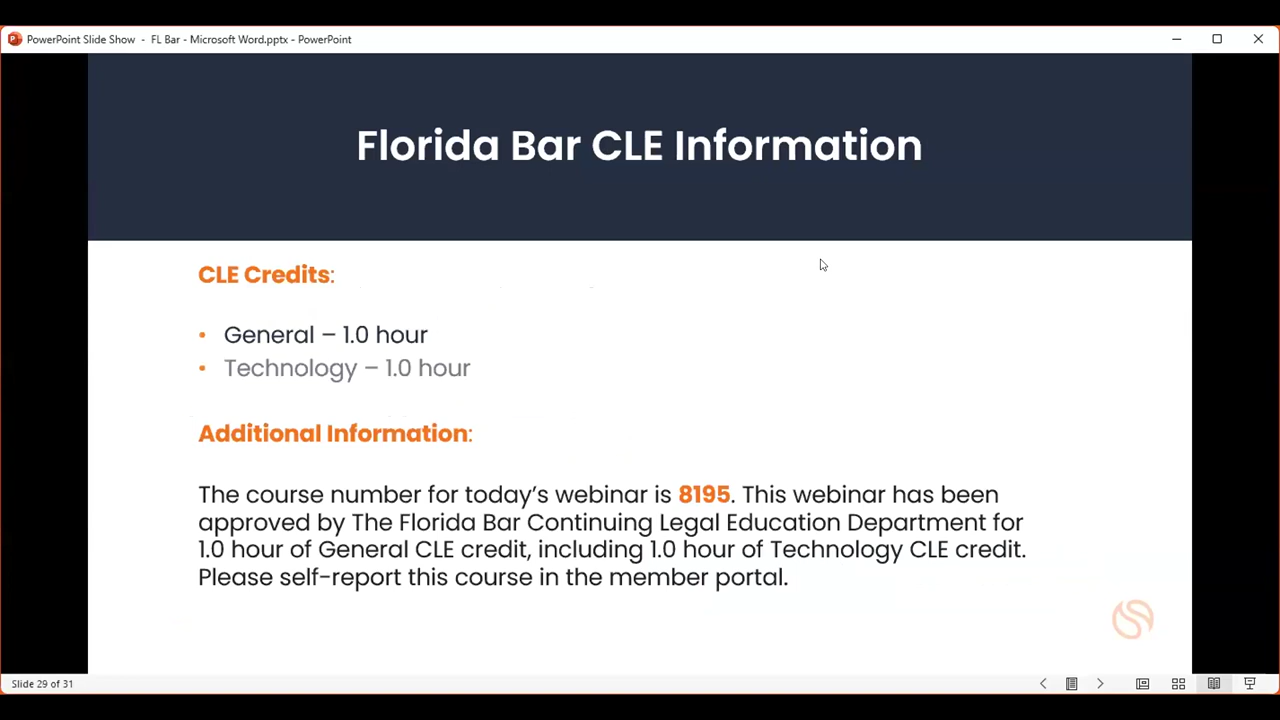 PowerPoint Slide Show - FL Bar - Microsoft Word.pptx - PowerPoint
Florida Bar CLE Information
CLE Credits:
• General – 1.0 hour
• Technology – 1.0 hour
Additional Information:
The course number for today's webinar is 8195. This webinar has been
approved by The Florida Bar Continuing Legal Education Department for
1.0 hour of General CLE credit, including 1.0 hour of Technology CLE credit.
Please self-report this course in the member portal.
Slide 29 of 31